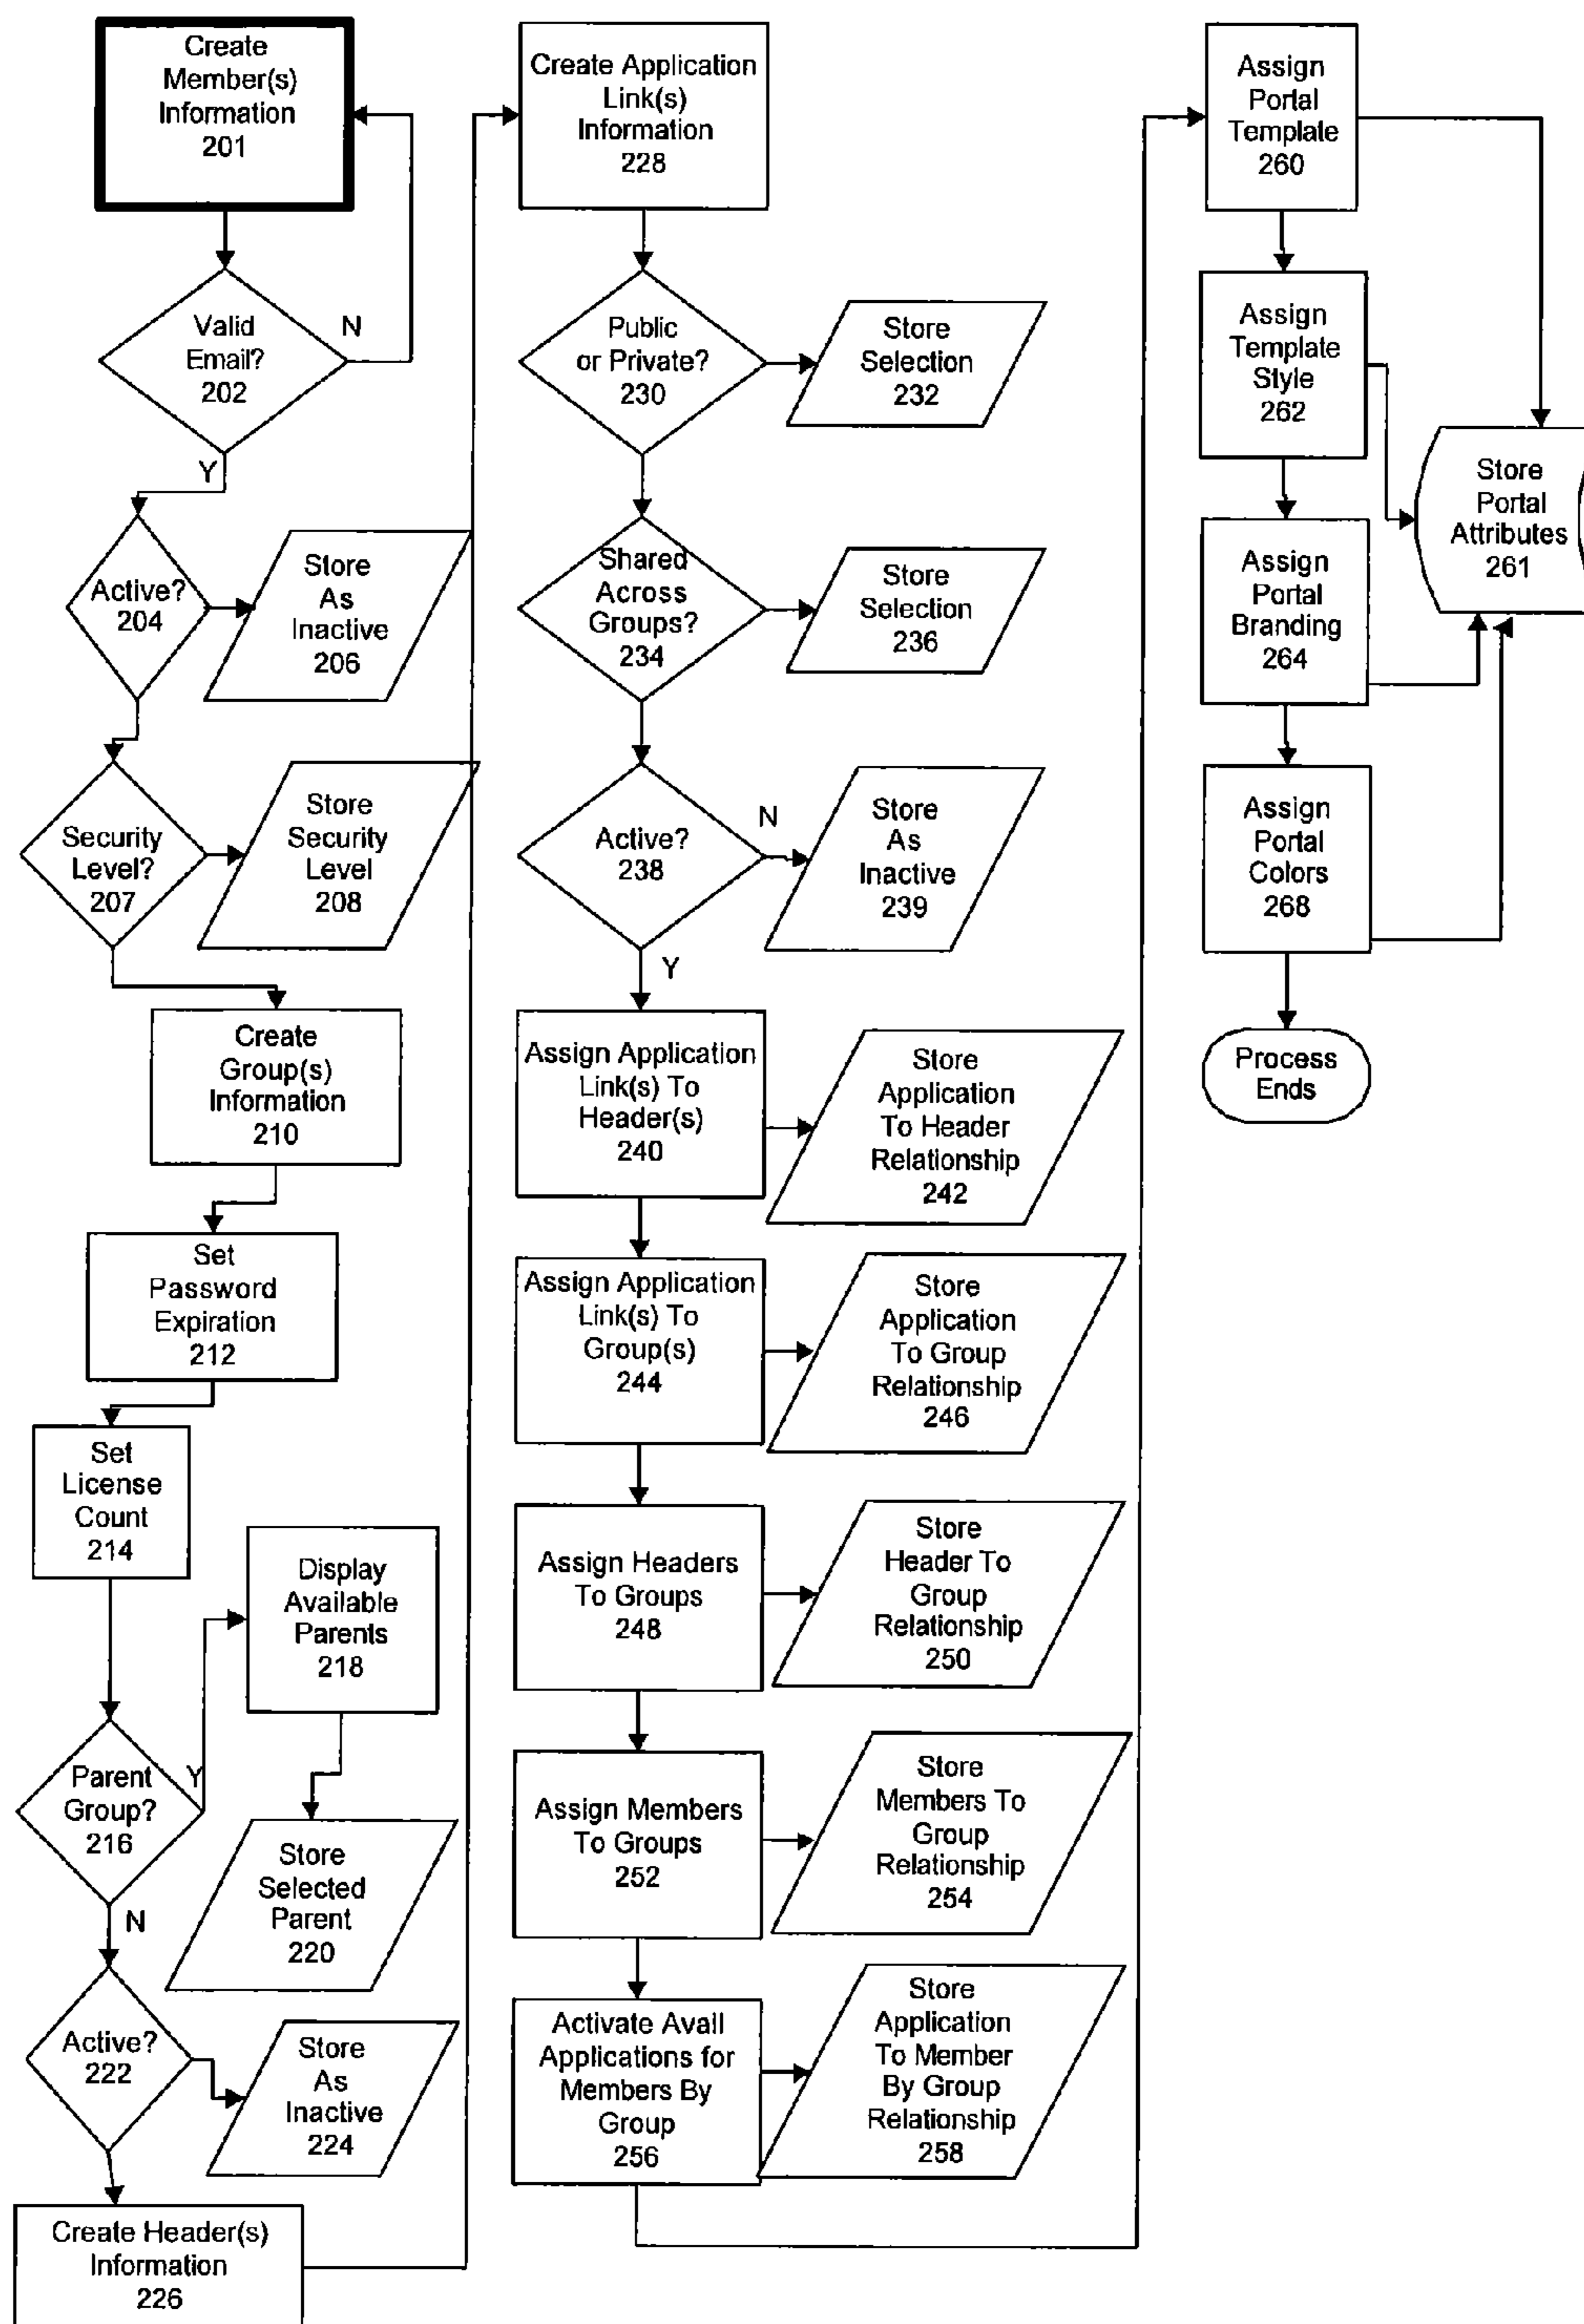 Create
Member(s)
Information
201
Valid
Email?
202
N
Y
Active?
204
Store
As
Inactive
206
Security
Level?
207
Store
Security
Level
208
Create
Group(s)
Information
210
Set
Password
Expiration
212
Set
License
Count
214
Display
Available
Parents
218
Parent
Group?
216
Y
N
Store
Selected
Parent
220
Active?
222
Store
As
Inactive
224
Create Header(s)
Information
226
Create Application
Link(s)
Information
228
Public
or Private?
230
Store
Selection
232
Shared
Across
Groups?
234
Store
Selection
236
Active?
238
N
Y
Store
As
Inactive
239
Assign Application
Link(s) To
Header(s)
240
Store
Application
To Header
Relationship
242
Assign Application
Link(s) To
Group(s)
244
Store
Application
To Group
Relationship
246
Assign Headers
To Groups
248
Store
Header To
Group
Relationship
250
Assign Members
To Groups
252
Store
Members To
Group
Relationship
254
Activate Avail
Applications for
Members By
Group
256
Store
Application
To Member
By Group
Relationship
258
Assign
Portal
Template
260
Assign
Template
Style
262
Store
Portal
Attributes
261
Assign
Portal
Branding
264
Assign
Portal
Colors
268
Process
Ends